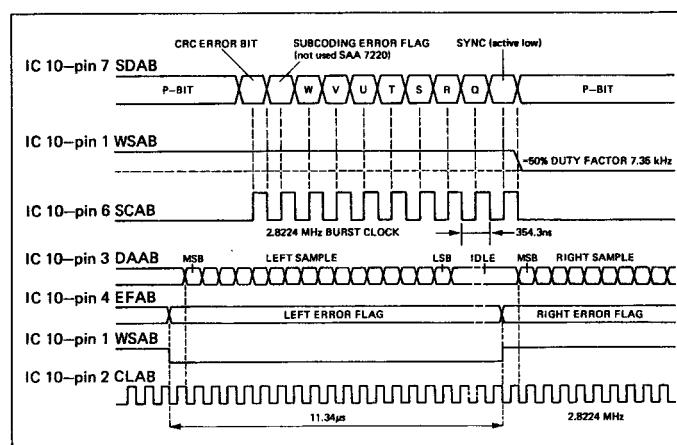 CRC ERROR BIT
SUBCODING ERROR FLAG
(not used SAA 7220)
SYNC (active low)
IC 10-pin 7 SDAB
P-BIT
W V U T S R Q
P-BIT
IC 10-pin 1 WSAB
≈50% DUTY FACTOR 7.35 kHz
IC 10-pin 6 SCAB
2.8224 MHz BURST CLOCK
354.3ns
IC 10-pin 3 DAAB
MSB LEFT SAMPLE LSB IDLE MSB RIGHT SAMPLE
IC 10-pin 4 EFAB
LEFT ERROR FLAG
RIGHT ERROR FLAG
IC 10-pin 1 WSAB
IC 10-pin 2 CLAB
11.34μs
2.8224 MHz